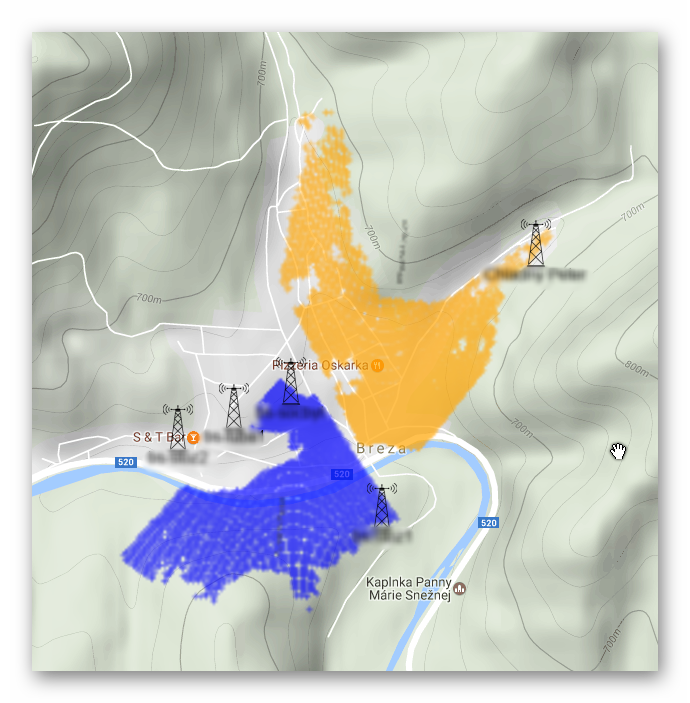 700m
700m
700m
700m
Pizzeria Oskarka
800m
700m
S & T Bar
Breza
520
520
520
Kaplnka Panny
Márie Snežnej
700m